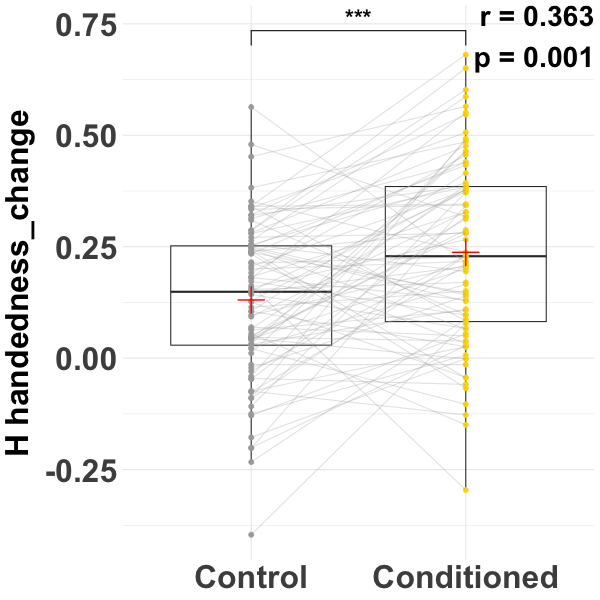 ***
r = 0.363
p = 0.001
H handedness_change
0.75
0.50
0.25
0.00
-0.25
Control
Conditioned